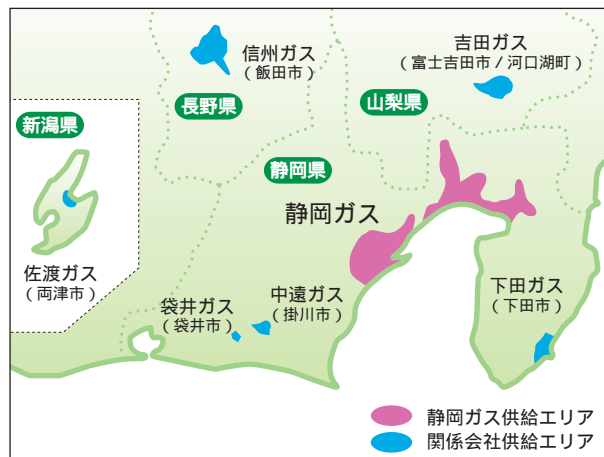 信州ガス
（飯田市）
吉田ガス
（富士吉田市 / 河口湖町）
長野県
山梨県
新潟県
静岡県
静岡ガス
佐渡ガス
（両津市）
袋井ガス
（袋井市）
中遠ガス
（掛川市）
下田ガス
（下田市）
静岡ガス供給エリア
関係会社供給エリア